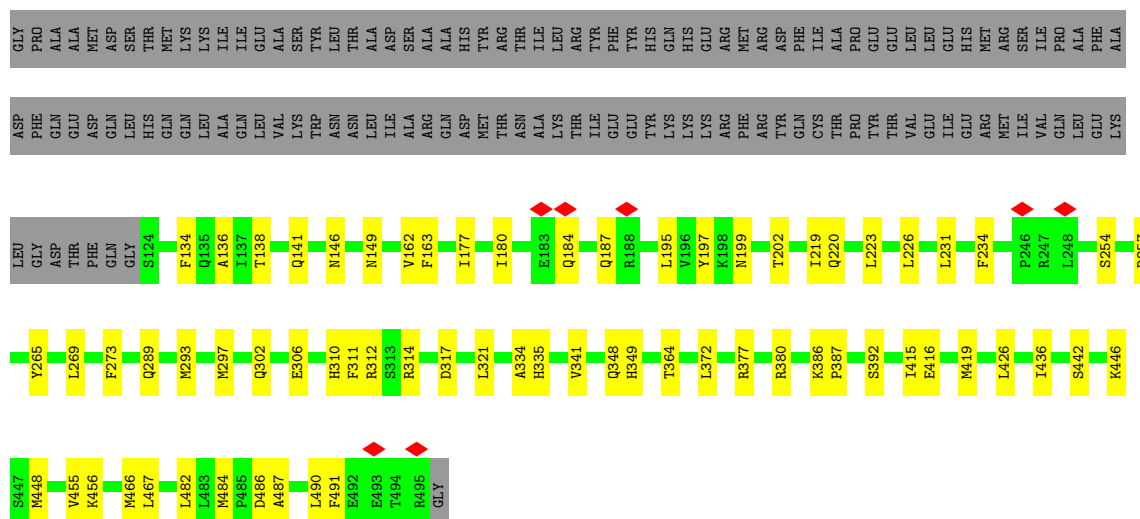 GLY PRO ALA ALA MET ASP SER THR MET LYS LYS ILE ILE GLU ALA SER TYR LEU THR ALA ASP SER ALA ALA HIS TYR ARG THR ILE LEU ARG TYR PHE TYR HIS GLN HIS GLU ARG MET ARG ASP PHE ILE ALA PRO GLU GLU LEU LEU GLU HIS MET ARG SER ILE PRO ALA PHE ALA
ASP PHE GLN GLU ASP GLN LEU HIS GLN GLN LEU ALA GLN LEU VAL LYS TRP ASN ASN LEU ILE ALA ARG GLN ASP MET THR ASN ALA LYS THR ILE GLU GLU TYR LYS LYS LYS ARG PHE ARG TYR GLN CYS THR PRO TYR THR VAL GLU ILE GLU ARG MET ILE VAL GLN LEU GLU LYS
LEU GLY ASP THR PHE GLN GLY S124 F134 Q135 A136 I137 T138 Q141 N146 N149 V162 F163 I177 I180 E183 Q184 Q187 R188 L195 V196 Y197 K198 N199 T202 I219 Q220 L223 L226 L231 F234 P246 R247 L248 S254
Y265 L269 F273 Q289 M293 M297 Q302 E306 H310 F311 R312 S313 R314 D317 L321 A334 H335 V341 Q348 H349 T364 L372 R377 R380 K386 P387 S392 I415 E416 M419 L426 I436 S442 K446
S447 M448 V455 K456 M466 L467 L482 L483 M484 P485 D486 A487 L490 F491 E492 E493 T494 R495 GLY